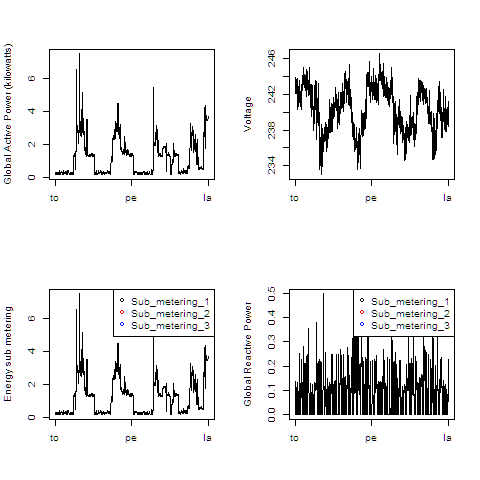 Global Active Power (kilowatts)
0 2 4 6
to pe la
Voltage
234 238 242 246
to pe la
Energy sub metering
0 2 4 6
Sub_metering_1
Sub_metering_2
Sub_metering_3
to pe la
Global Reactive Power
0.0 0.1 0.2 0.3 0.4 0.5
Sub_metering_1
Sub_metering_2
Sub_metering_3
to pe la